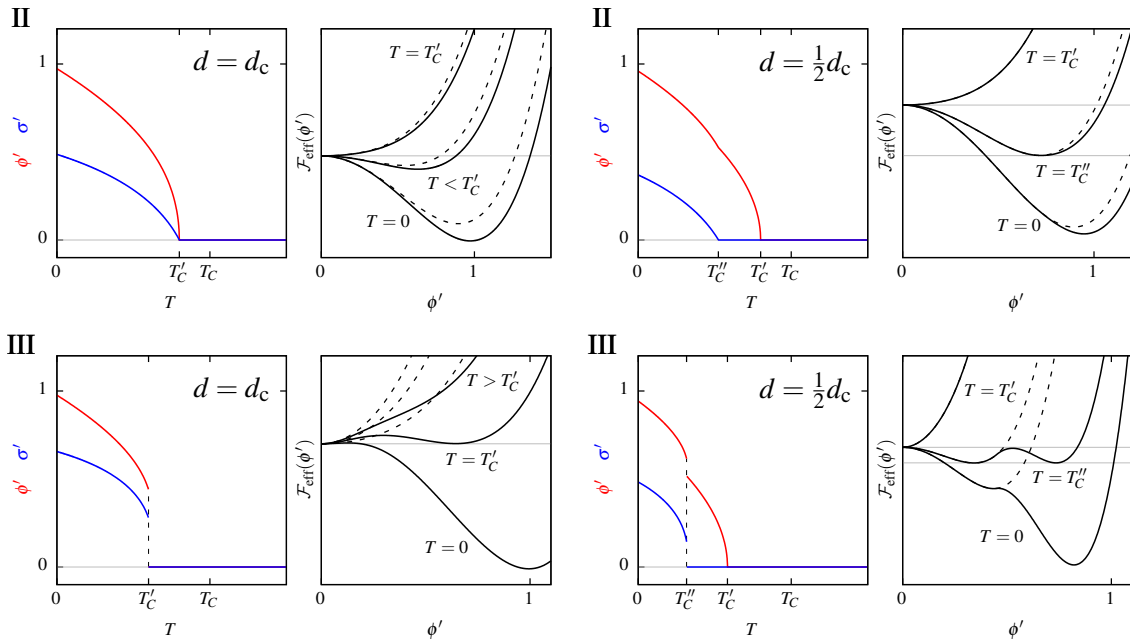 II
d = d_c
1
0
ϕ′ σ′
0
T′_C
T_C
T
T = T′_C
T < T′_C
T = 0
ℱ_eff(ϕ′)
0
1
ϕ′
II
d = ½d_c
1
0
ϕ′ σ′
0
T″_C
T′_C
T_C
T
T = T′_C
T = T″_C
T = 0
ℱ_eff(ϕ′)
0
1
ϕ′
III
d = d_c
1
0
ϕ′ σ′
0
T′_C
T_C
T
T > T′_C
T = T′_C
T = 0
ℱ_eff(ϕ′)
0
1
ϕ′
III
d = ½d_c
1
0
ϕ′ σ′
0
T″_C
T′_C
T_C
T
T = T′_C
T = T″_C
T = 0
ℱ_eff(ϕ′)
0
1
ϕ′